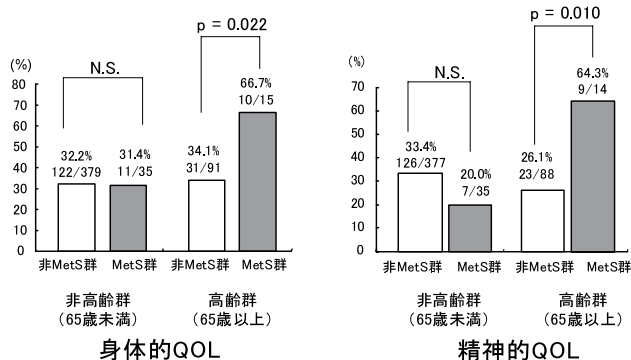 p = 0.022
(%)
N.S.
80
70
60
50
40
30
20
10
0
32.2%
122/379
31.4%
11/35
34.1%
31/91
66.7%
10/15
非MetS群
MetS群
非MetS群
MetS群
非高齢群
(65歳未満)
高齢群
(65歳以上)
身体的QOL
p = 0.010
(%)
N.S.
70
60
50
40
30
20
10
0
33.4%
126/377
20.0%
7/35
26.1%
23/88
64.3%
9/14
非MetS群
MetS群
非MetS群
MetS群
非高齢群
(65歳未満)
高齢群
(65歳以上)
精神的QOL